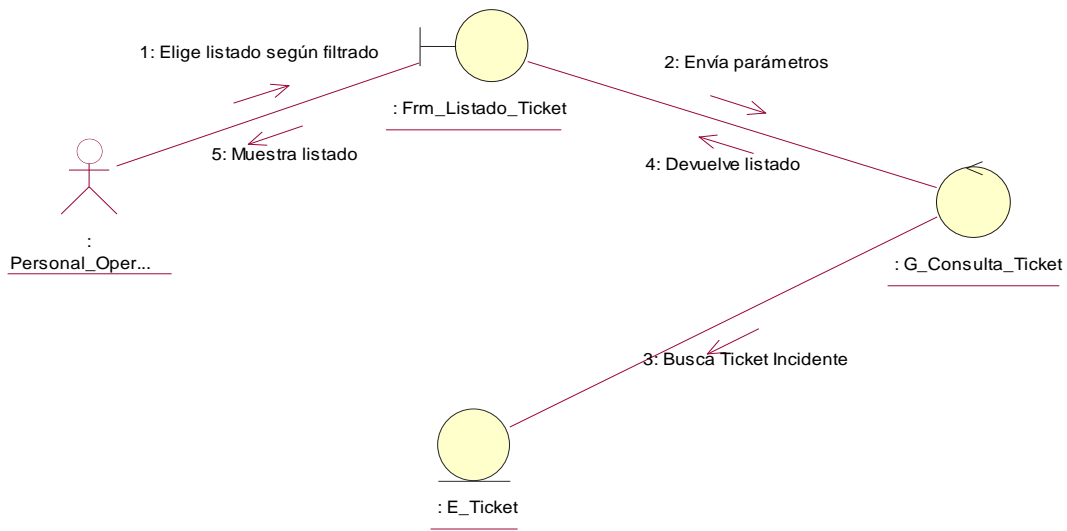 1: Elige listado según filtrado
2: Envía parámetros
: Frm_Listado_Ticket
5: Muestra listado
4: Devuelve listado
:
Personal_Oper...
: G_Consulta_Ticket
3: Busca Ticket Incidente
: E_Ticket